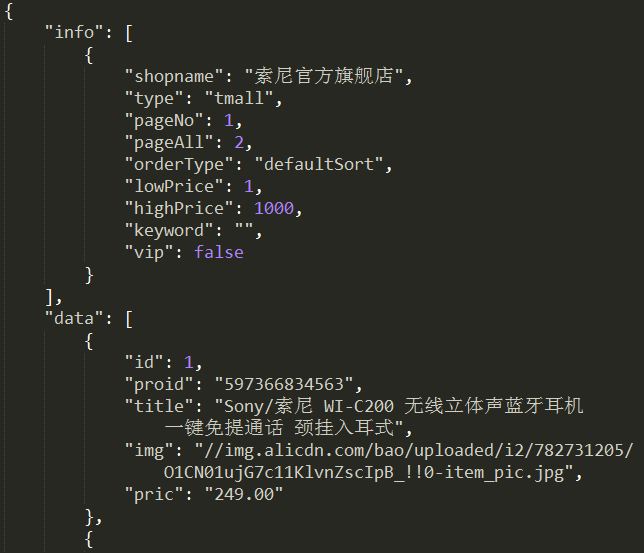 {
"info": [
{
"shopname": "索尼官方旗舰店",
"type": "tmall",
"pageNo": 1,
"pageAll": 2,
"orderType": "defaultSort",
"lowPrice": 1,
"highPrice": 1000,
"keyword": "",
"vip": false
}
],
"data": [
{
"id": 1,
"proid": "597366834563",
"title": "Sony/索尼 WI-C200 无线立体声蓝牙耳机
一键免提通话 颈挂入耳式",
"img": "//img.alicdn.com/bao/uploaded/i2/782731205/
O1CN01ujG7c11KlvnZscIpB_!!0-item_pic.jpg",
"pric": "249.00"
},
{